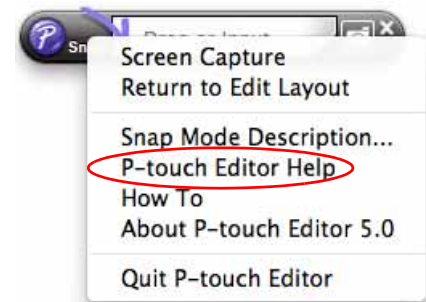 Sn
Screen Capture
Return to Edit Layout
Snap Mode Description...
P-touch Editor Help
How To
About P-touch Editor 5.0
Quit P-touch Editor